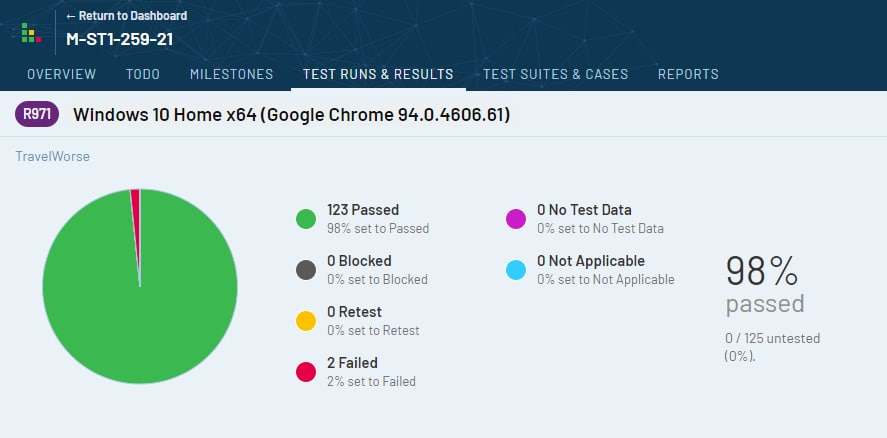 ← Return to Dashboard
M-ST1-259-21
OVERVIEW TODO MILESTONES TEST RUNS & RESULTS TEST SUITES & CASES REPORTS
R971 Windows 10 Home x64 (Google Chrome 94.0.4606.61)
TravelWorse
123 Passed
98% set to Passed
0 Blocked
0% set to Blocked
0 Retest
0% set to Retest
2 Failed
2% set to Failed
0 No Test Data
0% set to No Test Data
0 Not Applicable
0% set to Not Applicable
98%
passed
0 / 125 untested
(0%).